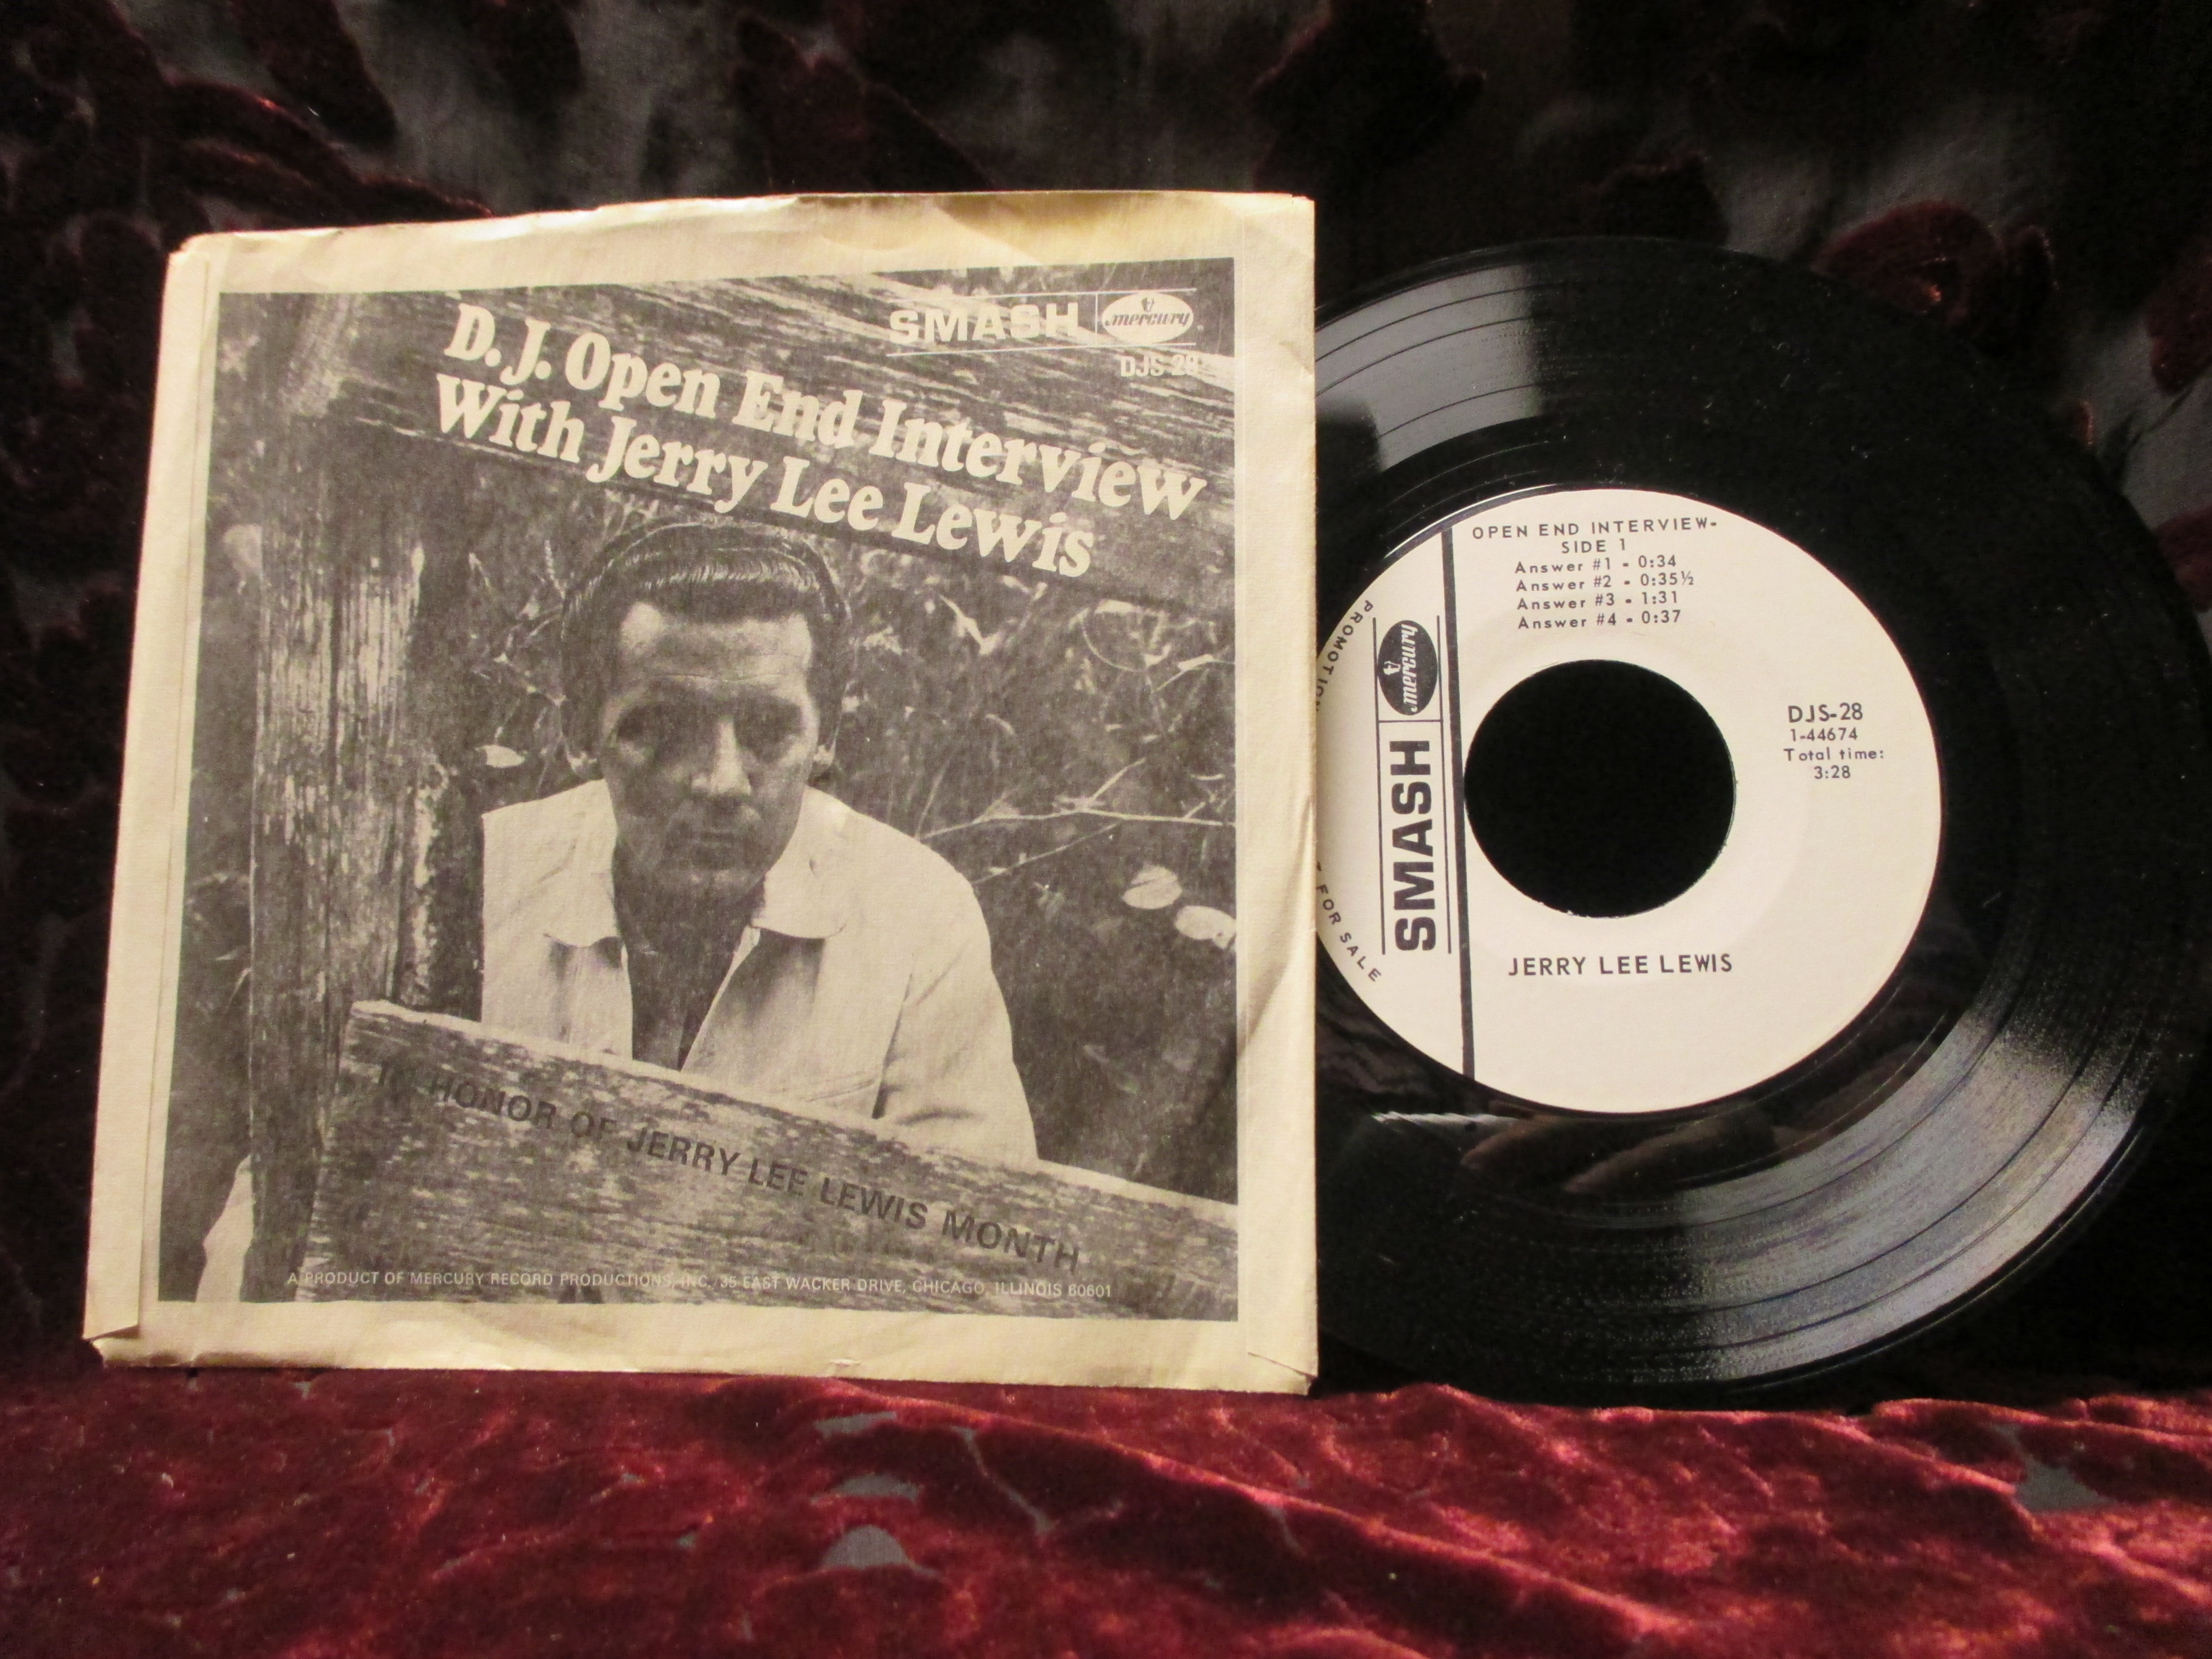 SMASH mercury
DJS-28
D.J. Open End Interview
With Jerry Lee Lewis
IN HONOR OF JERRY LEE LEWIS MONTH
A PRODUCT OF MERCURY RECORD PRODUCTIONS, INC. 35 EAST WACKER DRIVE, CHICAGO, ILLINOIS 60601
OPEN END INTERVIEW-
SIDE 1
Answer #1 - 0:34
Answer #2 - 0:35½
Answer #3 - 1:31
Answer #4 - 0:37
PROMOTION
SMASH mercury
FOR SALE
DJS-28
1-44674
Total time:
3:28
JERRY LEE LEWIS